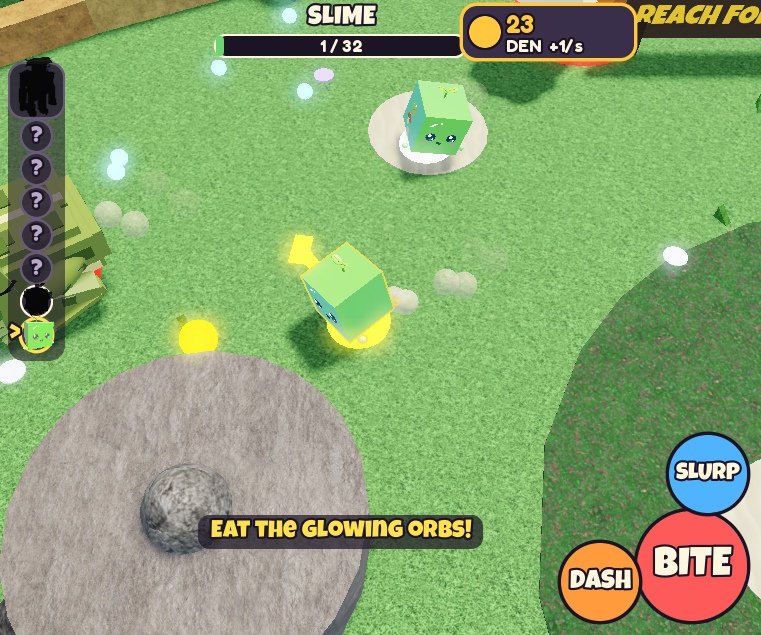 SLIME
1 / 32
23
DEN +1/s
REACH FO
?
?
?
?
?
>
EAT THE GLOWING ORBS!
SLURP
BITE
DASH